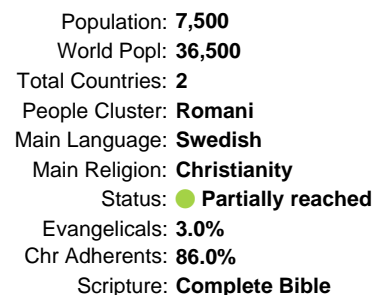 Population: 7,500
World Popl: 36,500
Total Countries: 2
People Cluster: Romani
Main Language: Swedish
Main Religion: Christianity
Status: Partially reached
Evangelicals: 3.0%
Chr Adherents: 86.0%
Scripture: Complete Bible